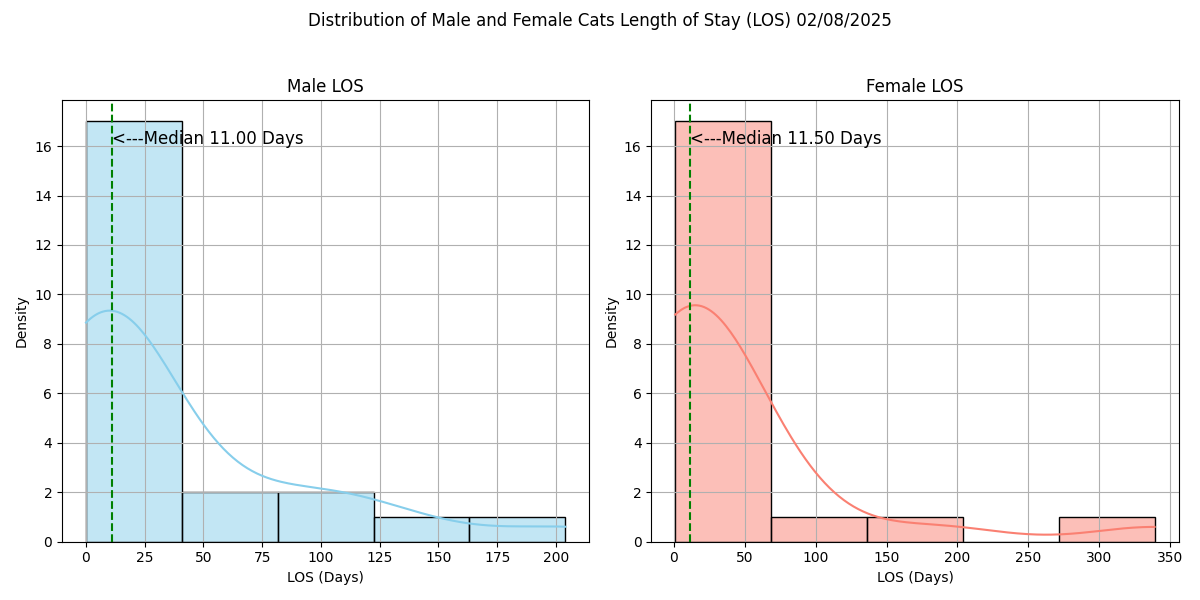 Distribution of Male and Female Cats Length of Stay (LOS) 02/08/2025
Male LOS
<---Median 11.00 Days
Density
16
14
12
10
8
6
4
2
0
0 25 50 75 100 125 150 175 200
LOS (Days)
Female LOS
<---Median 11.50 Days
Density
16
14
12
10
8
6
4
2
0
0 50 100 150 200 250 300 350
LOS (Days)